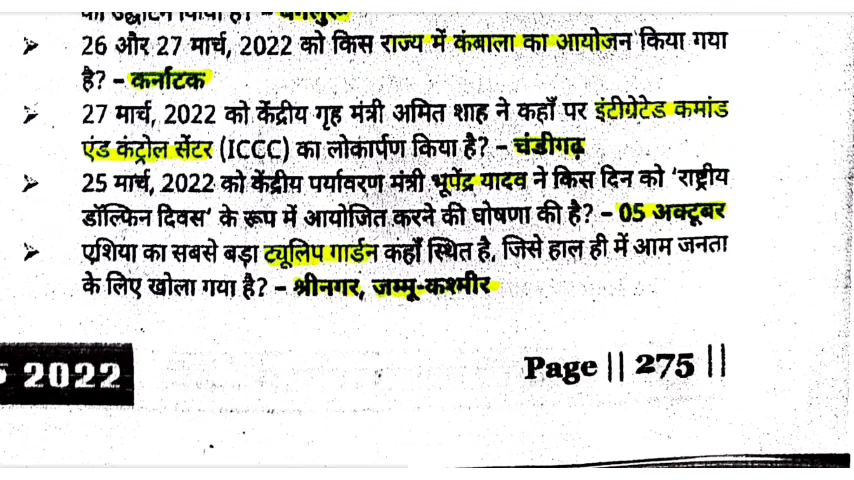 का उद्घाटन किया है? –
➢ 26 और 27 मार्च, 2022 को किस राज्य में कंबाला का आयोजन किया गया
है? – कर्नाटक
➢ 27 मार्च, 2022 को केंद्रीय गृह मंत्री अमित शाह ने कहाँ पर इंटीग्रेटेड कमांड
एंड कंट्रोल सेंटर (ICCC) का लोकार्पण किया है? – चंडीगढ़
➢ 25 मार्च, 2022 को केंद्रीय पर्यावरण मंत्री भूपेंद्र यादव ने किस दिन को 'राष्ट्रीय
डॉल्फिन दिवस' के रूप में आयोजित करने की घोषणा की है? – 05 अक्टूबर
➢ एशिया का सबसे बड़ा ट्यूलिप गार्डन कहाँ स्थित है, जिसे हाल ही में आम जनता
के लिए खोला गया है? – श्रीनगर, जम्मू-कश्मीर
2022
Page || 275 ||